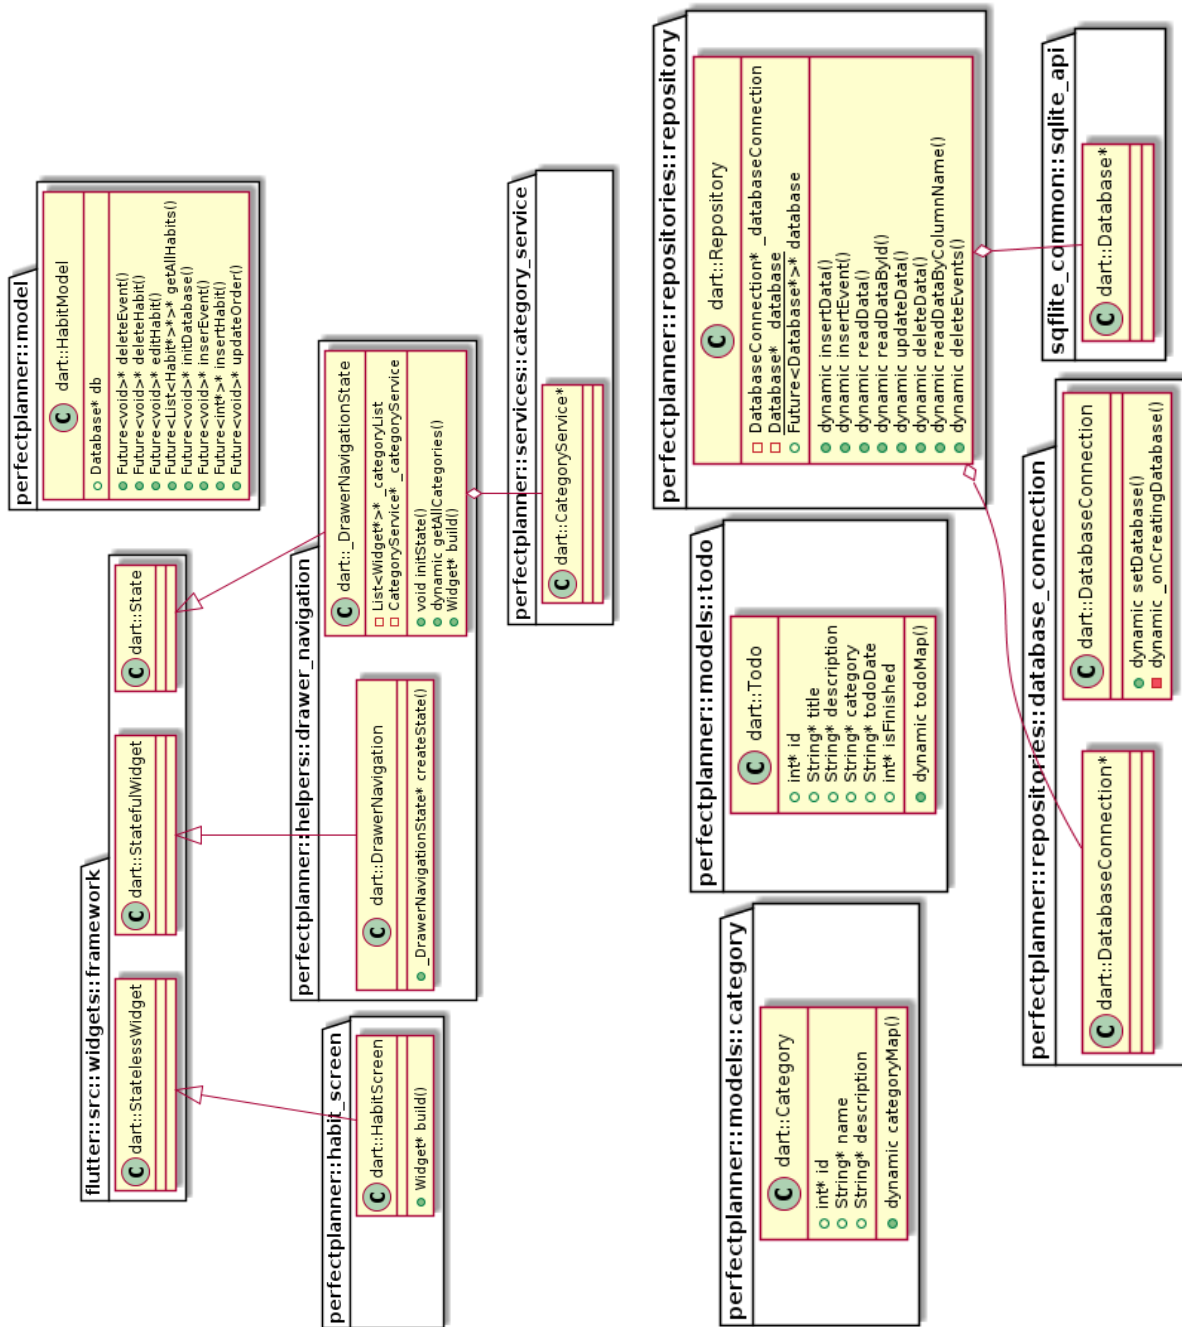 flutter::src::widgets::framework
C dart::StatelessWidget
C dart::StatefulWidget
C dart::State
perfectplanner::model
C dart::HabitModel
Database* db
Future<void>* deleteEvent()
Future<void>* deleteHabit()
Future<void>* editHabit()
Future<List<Habit*>*>* getAllHabits()
Future<void>* initDatabase()
Future<void>* inserEvent()
Future<int*>* insertHabit()
Future<void>* updateOrder()
perfectplanner::habit_screen
C dart::HabitScreen
Widget* build()
perfectplanner::helpers::drawer_navigation
C dart::DrawerNavigation
_DrawerNavigationState* createState()
C dart::_DrawerNavigationState
List<Widget*>* _categoryList
CategoryService* _categoryService
void initState()
dynamic getAllCategories()
Widget* build()
perfectplanner::services::category_service
C dart::CategoryService*
perfectplanner::models::category
C dart::Category
int* id
String* name
String* description
dynamic categoryMap()
perfectplanner::models::todo
C dart::Todo
int* id
String* title
String* description
String* category
String* todoDate
int* isFinished
dynamic todoMap()
perfectplanner::repositories::repository
C dart::Repository
DatabaseConnection* _databaseConnection
Database* _database
Future<Database*>* database
dynamic insertData()
dynamic insertEvent()
dynamic readData()
dynamic readDataById()
dynamic updateData()
dynamic deleteData()
dynamic readDataByColumnName()
dynamic deleteEvents()
perfectplanner::repositories::database_connection
C dart::DatabaseConnection*
C dart::DatabaseConnection
dynamic setDatabase()
dynamic _onCreatingDatabase()
sqflite_common::sqlite_api
C dart::Database*